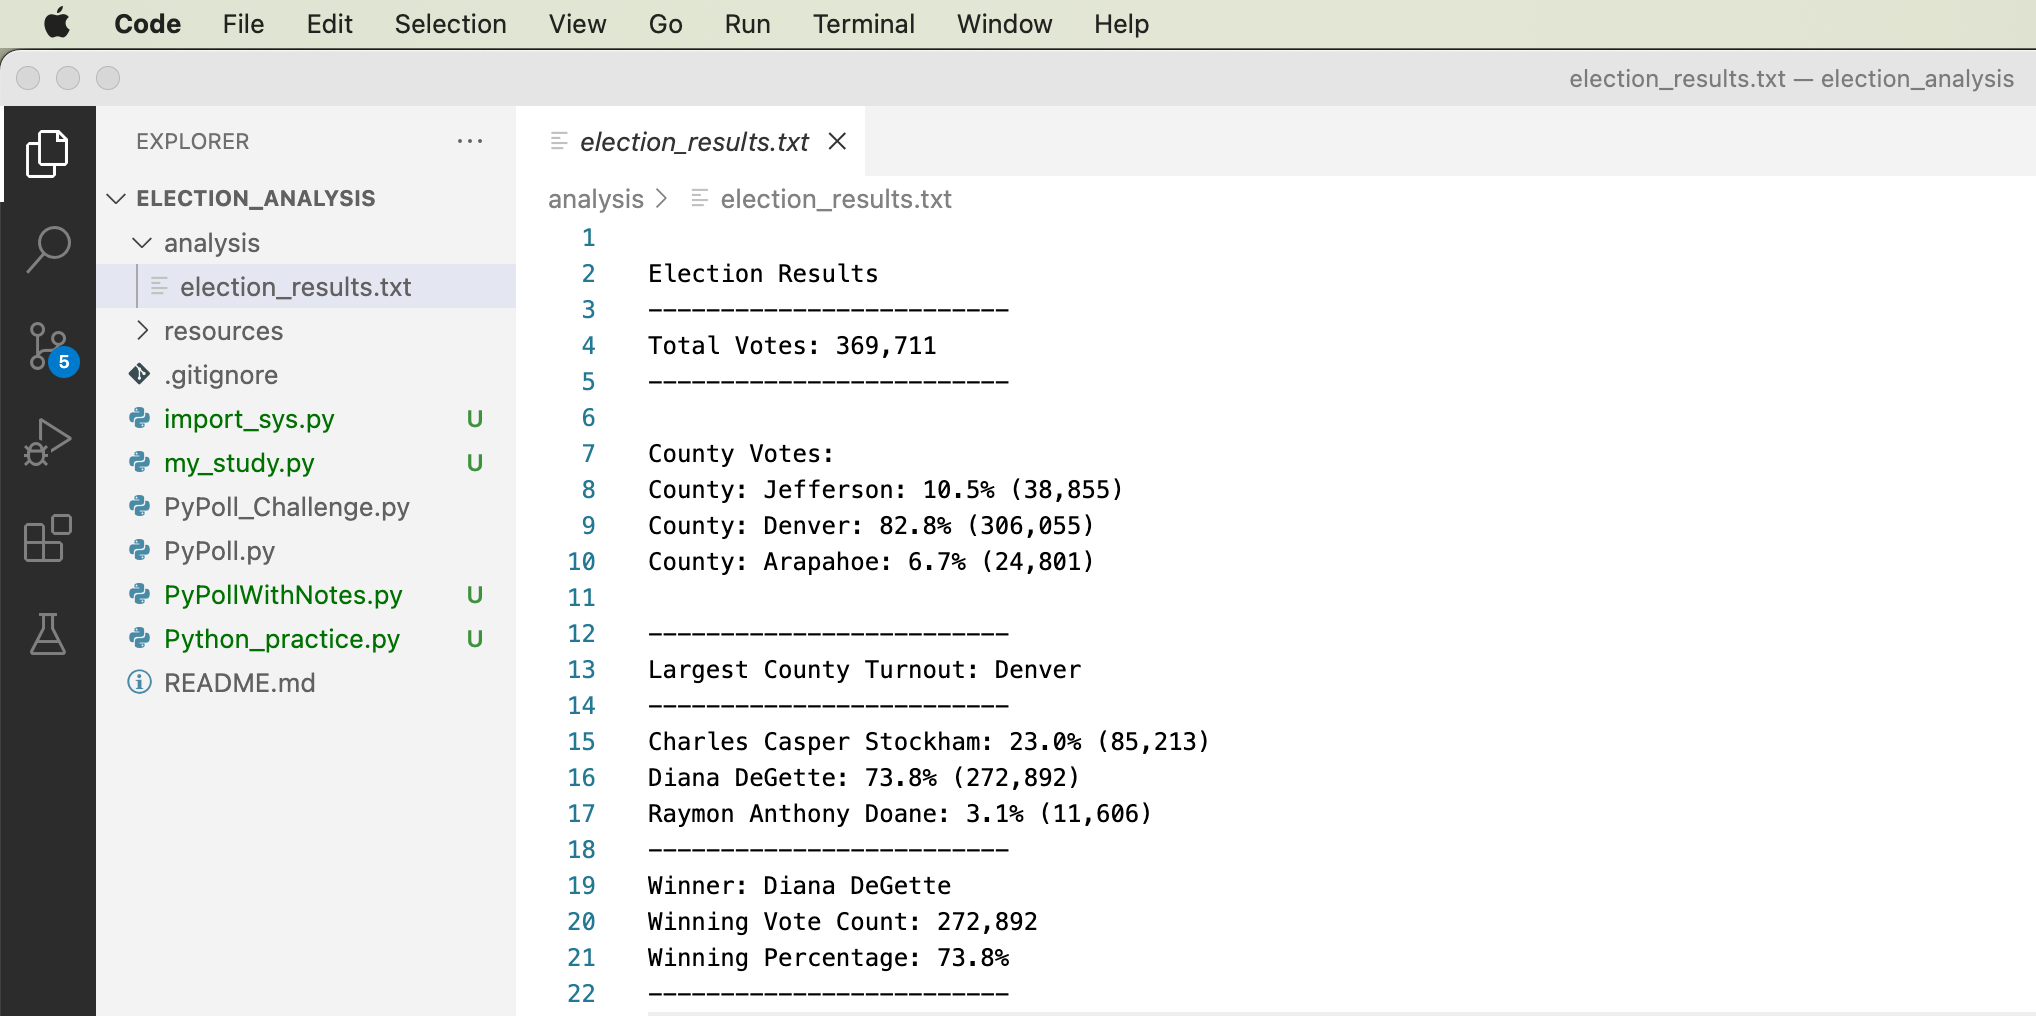 Code File Edit Selection View Go Run Terminal Window Help
election_results.txt — election_analysis
EXPLORER ···
ELECTION_ANALYSIS
analysis
election_results.txt
resources
.gitignore
import_sys.py U
my_study.py U
PyPoll_Challenge.py
PyPoll.py
PyPollWithNotes.py U
Python_practice.py U
README.md
5
election_results.txt
analysis > election_results.txt
1
2 Election Results
3 -------------------------
4 Total Votes: 369,711
5 -------------------------
6
7 County Votes:
8 County: Jefferson: 10.5% (38,855)
9 County: Denver: 82.8% (306,055)
10 County: Arapahoe: 6.7% (24,801)
11
12 -------------------------
13 Largest County Turnout: Denver
14 -------------------------
15 Charles Casper Stockham: 23.0% (85,213)
16 Diana DeGette: 73.8% (272,892)
17 Raymon Anthony Doane: 3.1% (11,606)
18 -------------------------
19 Winner: Diana DeGette
20 Winning Vote Count: 272,892
21 Winning Percentage: 73.8%
22 -------------------------